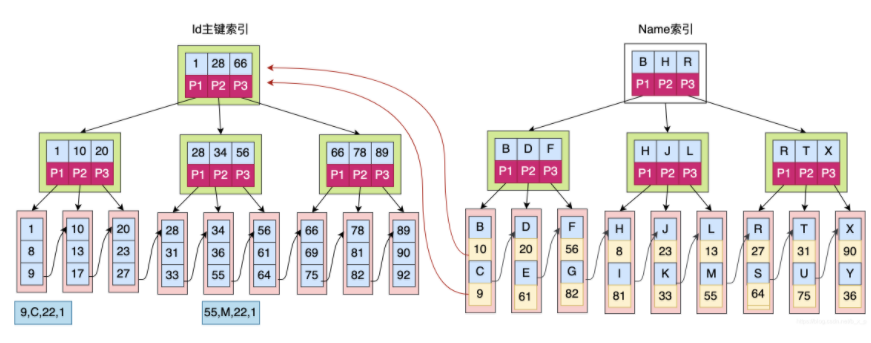 Id主键索引
Name索引
1 28 66
P1 P2 P3
B H R
P1 P2 P3
1 10 20
P1 P2 P3
28 34 56
P1 P2 P3
66 78 89
P1 P2 P3
B D F
P1 P2 P3
H J L
P1 P2 P3
R T X
P1 P2 P3
1 10 20 28 34 56 66 78 89
8 13 23 31 36 61 69 81 90
9 17 27 33 55 64 75 82 92
B D F H J L R T X
10 20 56 8 23 13 27 31 90
C E G I K M S U Y
9 61 82 81 33 55 64 75 36
9,C,22,1
55,M,22,1